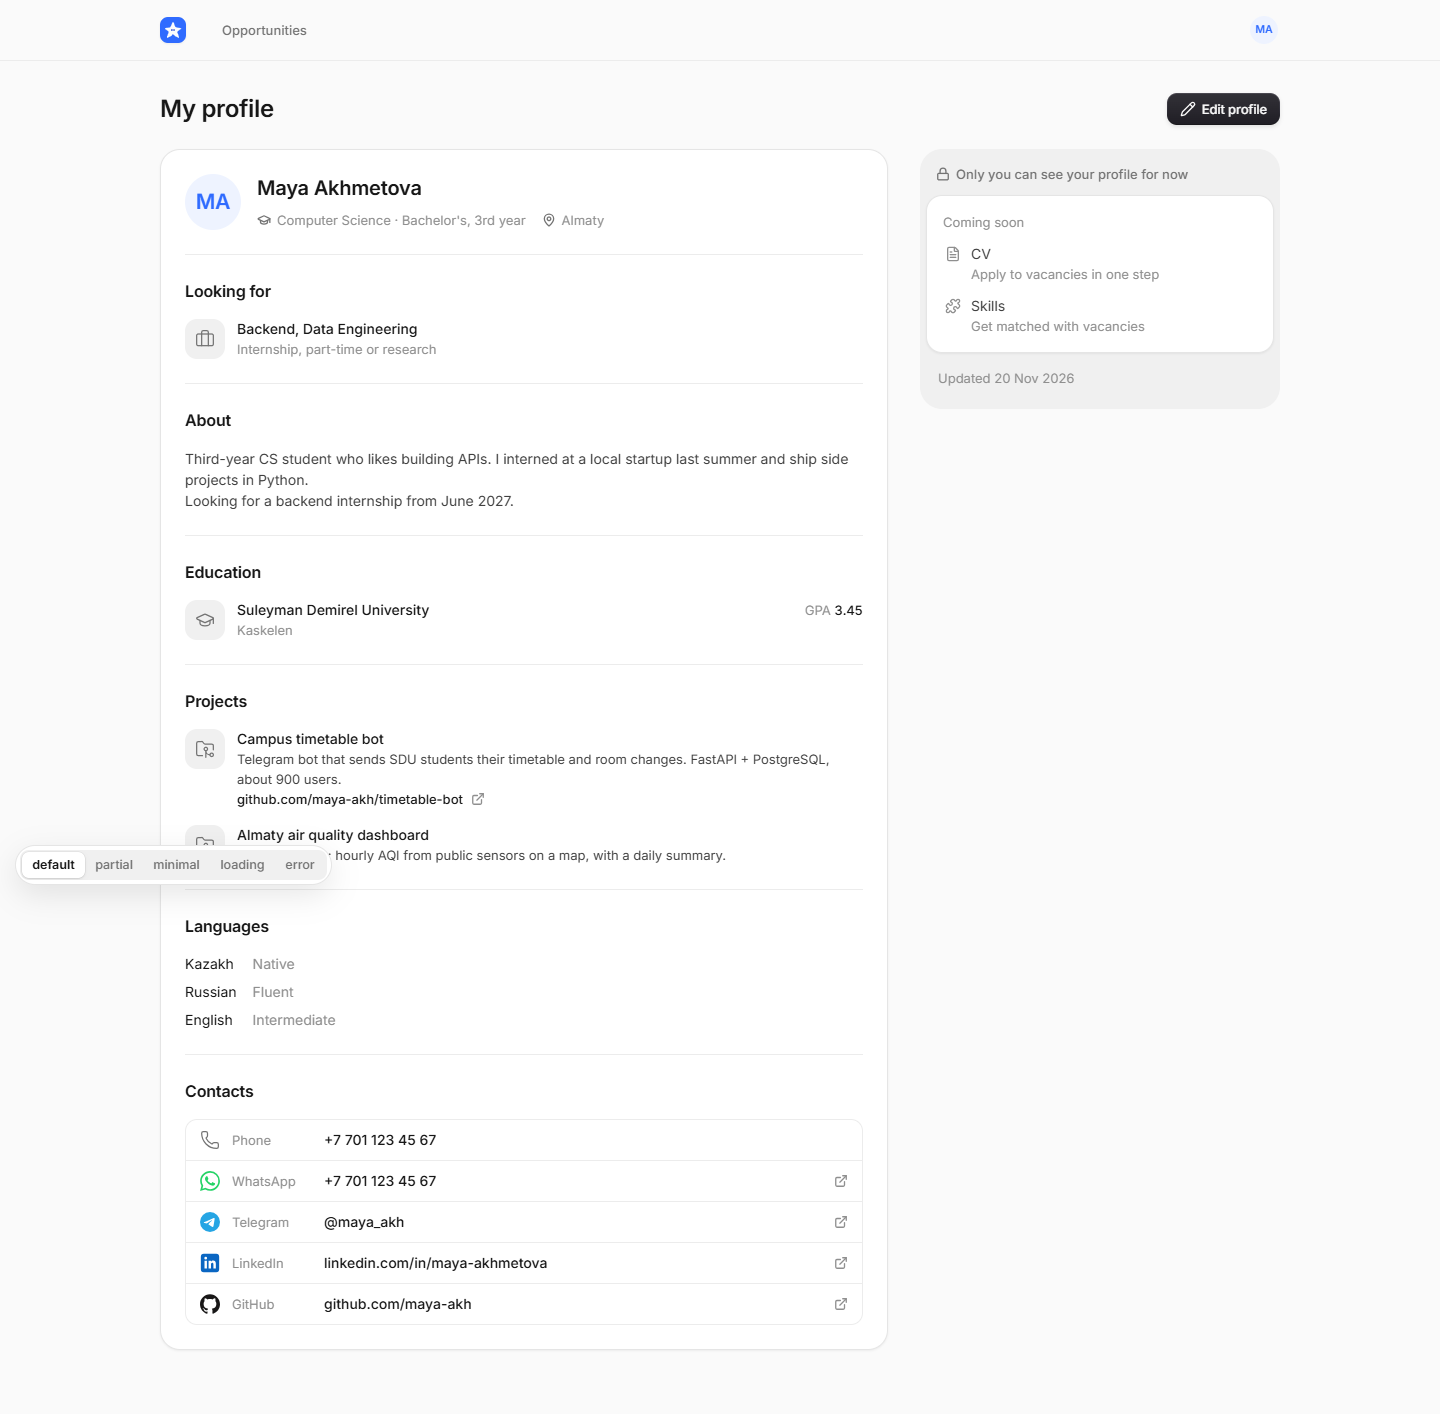 Opportunities
MA
My profile
Edit profile
MA
Maya Akhmetova
Computer Science · Bachelor's, 3rd year
Almaty
Looking for
Backend, Data Engineering
Internship, part-time or research
About
Third-year CS student who likes building APIs. I interned at a local startup last summer and ship side
projects in Python.
Looking for a backend internship from June 2027.
Education
Suleyman Demirel University
GPA 3.45
Kaskelen
Projects
Campus timetable bot
Telegram bot that sends SDU students their timetable and room changes. FastAPI + PostgreSQL,
about 900 users.
github.com/maya-akh/timetable-bot
Almaty air quality dashboard
hourly AQI from public sensors on a map, with a daily summary.
default
partial
minimal
loading
error
Languages
Kazakh Native
Russian Fluent
English Intermediate
Contacts
Phone +7 701 123 45 67
WhatsApp +7 701 123 45 67
Telegram @maya_akh
LinkedIn linkedin.com/in/maya-akhmetova
GitHub github.com/maya-akh
Only you can see your profile for now
Coming soon
CV
Apply to vacancies in one step
Skills
Get matched with vacancies
Updated 20 Nov 2026